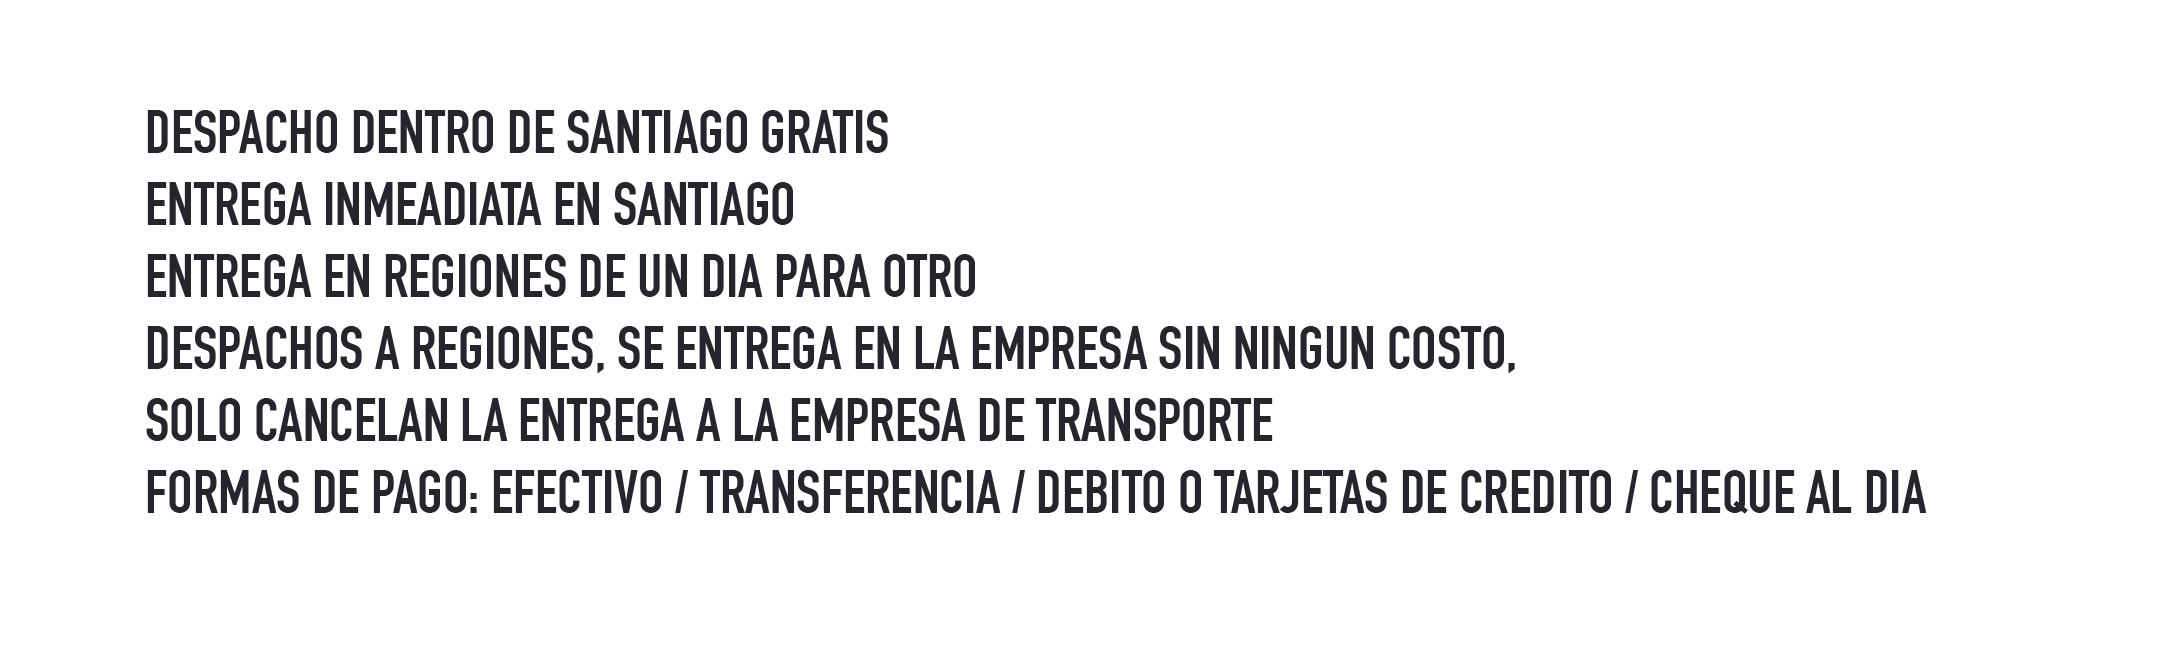 DESPACHO DENTRO DE SANTIAGO GRATIS
ENTREGA INMEADIATA EN SANTIAGO
ENTREGA EN REGIONES DE UN DIA PARA OTRO
DESPACHOS A REGIONES, SE ENTREGA EN LA EMPRESA SIN NINGUN COSTO,
SOLO CANCELAN LA ENTREGA A LA EMPRESA DE TRANSPORTE
FORMAS DE PAGO: EFECTIVO / TRANSFERENCIA / DEBITO O TARJETAS DE CREDITO / CHEQUE AL DIA